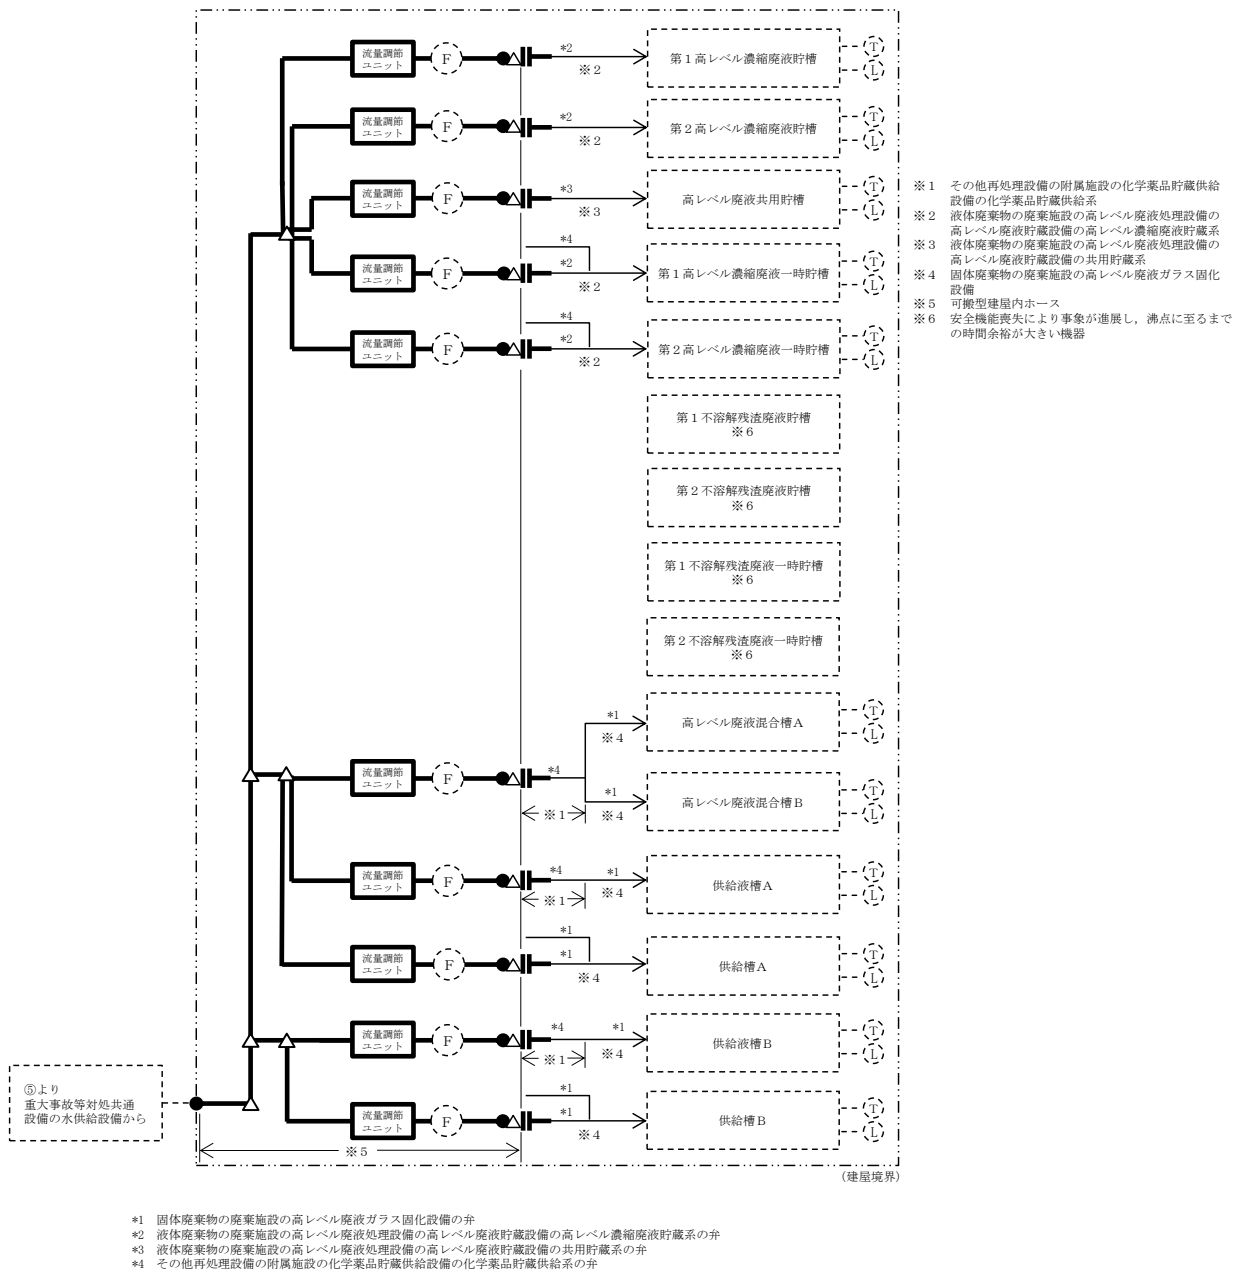 流量調節
ユニット
F
*2
※2
第1高レベル濃縮廃液貯槽
T
L
流量調節
ユニット
F
*2
※2
第2高レベル濃縮廃液貯槽
T
L
流量調節
ユニット
F
*3
※3
高レベル廃液共用貯槽
T
L
流量調節
ユニット
F
*4
*2
※2
第1高レベル濃縮廃液一時貯槽
T
L
流量調節
ユニット
F
*4
*2
※2
第2高レベル濃縮廃液一時貯槽
T
L
第1不溶解残渣廃液貯槽
※6
第2不溶解残渣廃液貯槽
※6
第1不溶解残渣廃液一時貯槽
※6
第2不溶解残渣廃液一時貯槽
※6
流量調節
ユニット
F
*4
※1
*1
※4
高レベル廃液混合槽A
T
L
*1
※4
高レベル廃液混合槽B
T
L
流量調節
ユニット
F
*4
※1
*1
※4
供給液槽A
T
L
流量調節
ユニット
F
*1
*1
※4
供給槽A
T
L
流量調節
ユニット
F
*4
※1
*1
※4
供給液槽B
T
L
流量調節
ユニット
F
*1
*1
※4
供給槽B
T
L
⑤より
重大事故等対処共通
設備の水供給設備から
※5
(建屋境界)
※1 その他再処理設備の附属施設の化学薬品貯蔵供給
設備の化学薬品貯蔵供給系
※2 液体廃棄物の廃棄施設の高レベル廃液処理設備の
高レベル廃液貯蔵設備の高レベル濃縮廃液貯蔵系
※3 液体廃棄物の廃棄施設の高レベル廃液処理設備の
高レベル廃液貯蔵設備の共用貯蔵系
※4 固体廃棄物の廃棄施設の高レベル廃液ガラス固化
設備
※5 可搬型建屋内ホース
※6 安全機能喪失により事象が進展し，沸点に至るまで
の時間余裕が大きい機器
*1 固体廃棄物の廃棄施設の高レベル廃液ガラス固化設備の弁
*2 液体廃棄物の廃棄施設の高レベル廃液処理設備の高レベル廃液貯蔵設備の高レベル濃縮廃液貯蔵系の弁
*3 液体廃棄物の廃棄施設の高レベル廃液処理設備の高レベル廃液貯蔵設備の共用貯蔵系の弁
*4 その他再処理設備の附属施設の化学薬品貯蔵供給設備の化学薬品貯蔵供給系の弁